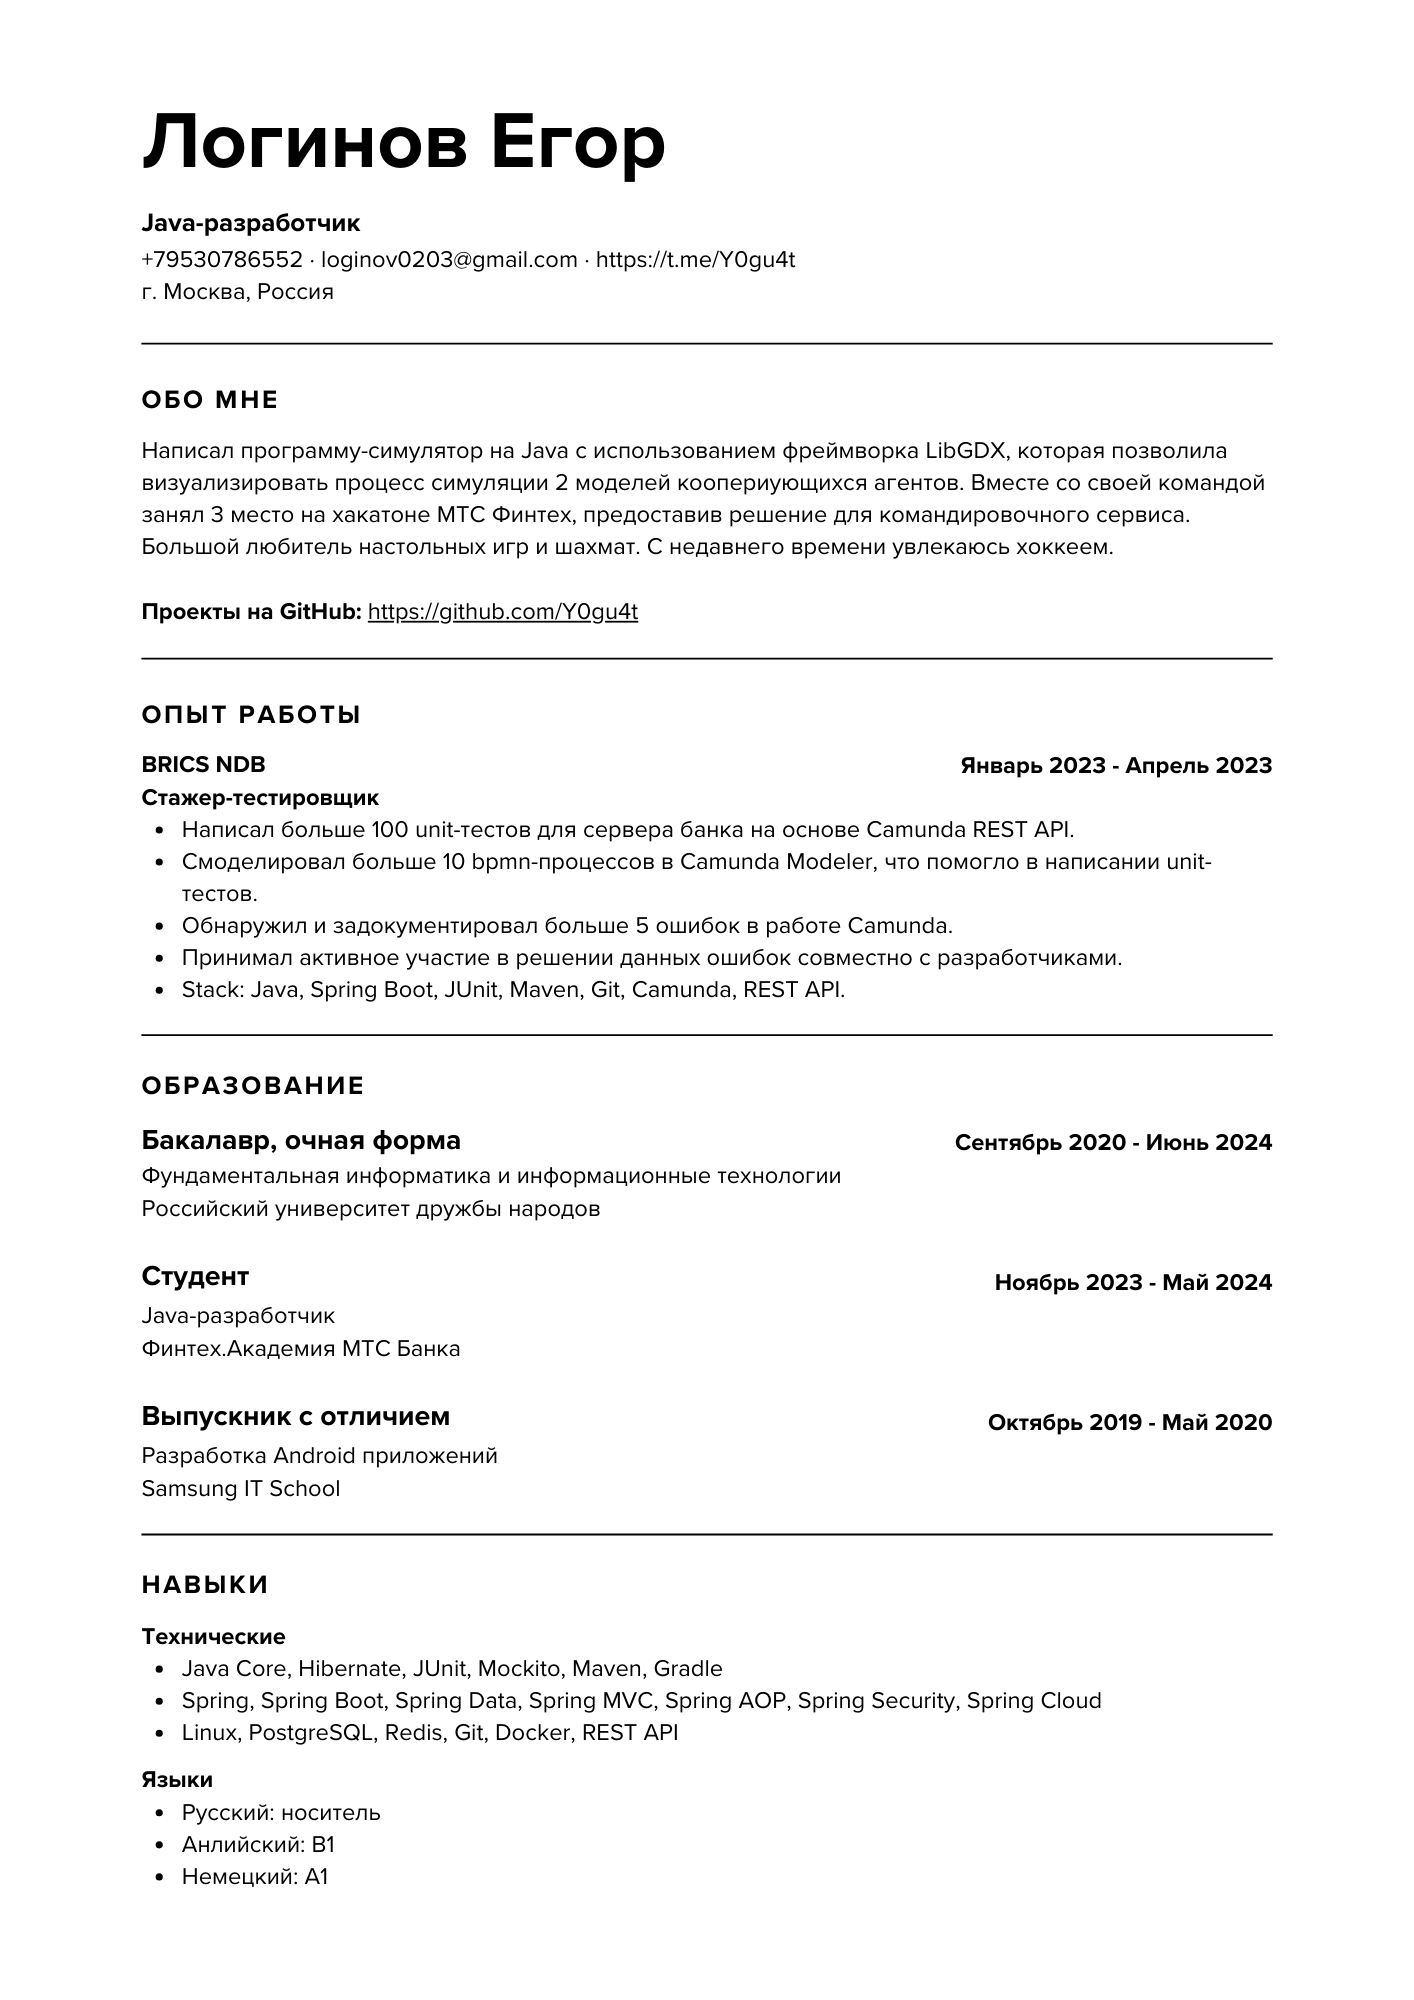 Логинов Егор
Java-разработчик
+79530786552 · loginov0203@gmail.com · https://t.me/Y0gu4t
г. Москва, Россия
ОБО МНЕ
Написал программу-симулятор на Java с использованием фреймворка LibGDX, которая позволила
визуализировать процесс симуляции 2 моделей коопериующихся агентов. Вместе со своей командой
занял 3 место на хакатоне МТС Финтех, предоставив решение для командировочного сервиса.
Большой любитель настольных игр и шахмат. С недавнего времени увлекаюсь хоккеем.
Проекты на GitHub: https://github.com/Y0gu4t
ОПЫТ РАБОТЫ
BRICS NDB Январь 2023 - Апрель 2023
Стажер-тестировщик
• Написал больше 100 unit-тестов для сервера банка на основе Camunda REST API.
• Смоделировал больше 10 bpmn-процессов в Camunda Modeler, что помогло в написании unit-
тестов.
• Обнаружил и задокументировал больше 5 ошибок в работе Camunda.
• Принимал активное участие в решении данных ошибок совместно с разработчиками.
• Stack: Java, Spring Boot, JUnit, Maven, Git, Camunda, REST API.
ОБРАЗОВАНИЕ
Бакалавр, очная форма Сентябрь 2020 - Июнь 2024
Фундаментальная информатика и информационные технологии
Российский университет дружбы народов
Студент Ноябрь 2023 - Май 2024
Java-разработчик
Финтех.Академия МТС Банка
Выпускник с отличием Октябрь 2019 - Май 2020
Разработка Android приложений
Samsung IT School
НАВЫКИ
Технические
• Java Core, Hibernate, JUnit, Mockito, Maven, Gradle
• Spring, Spring Boot, Spring Data, Spring MVC, Spring AOP, Spring Security, Spring Cloud
• Linux, PostgreSQL, Redis, Git, Docker, REST API
Языки
• Русский: носитель
• Анлийский: B1
• Немецкий: A1